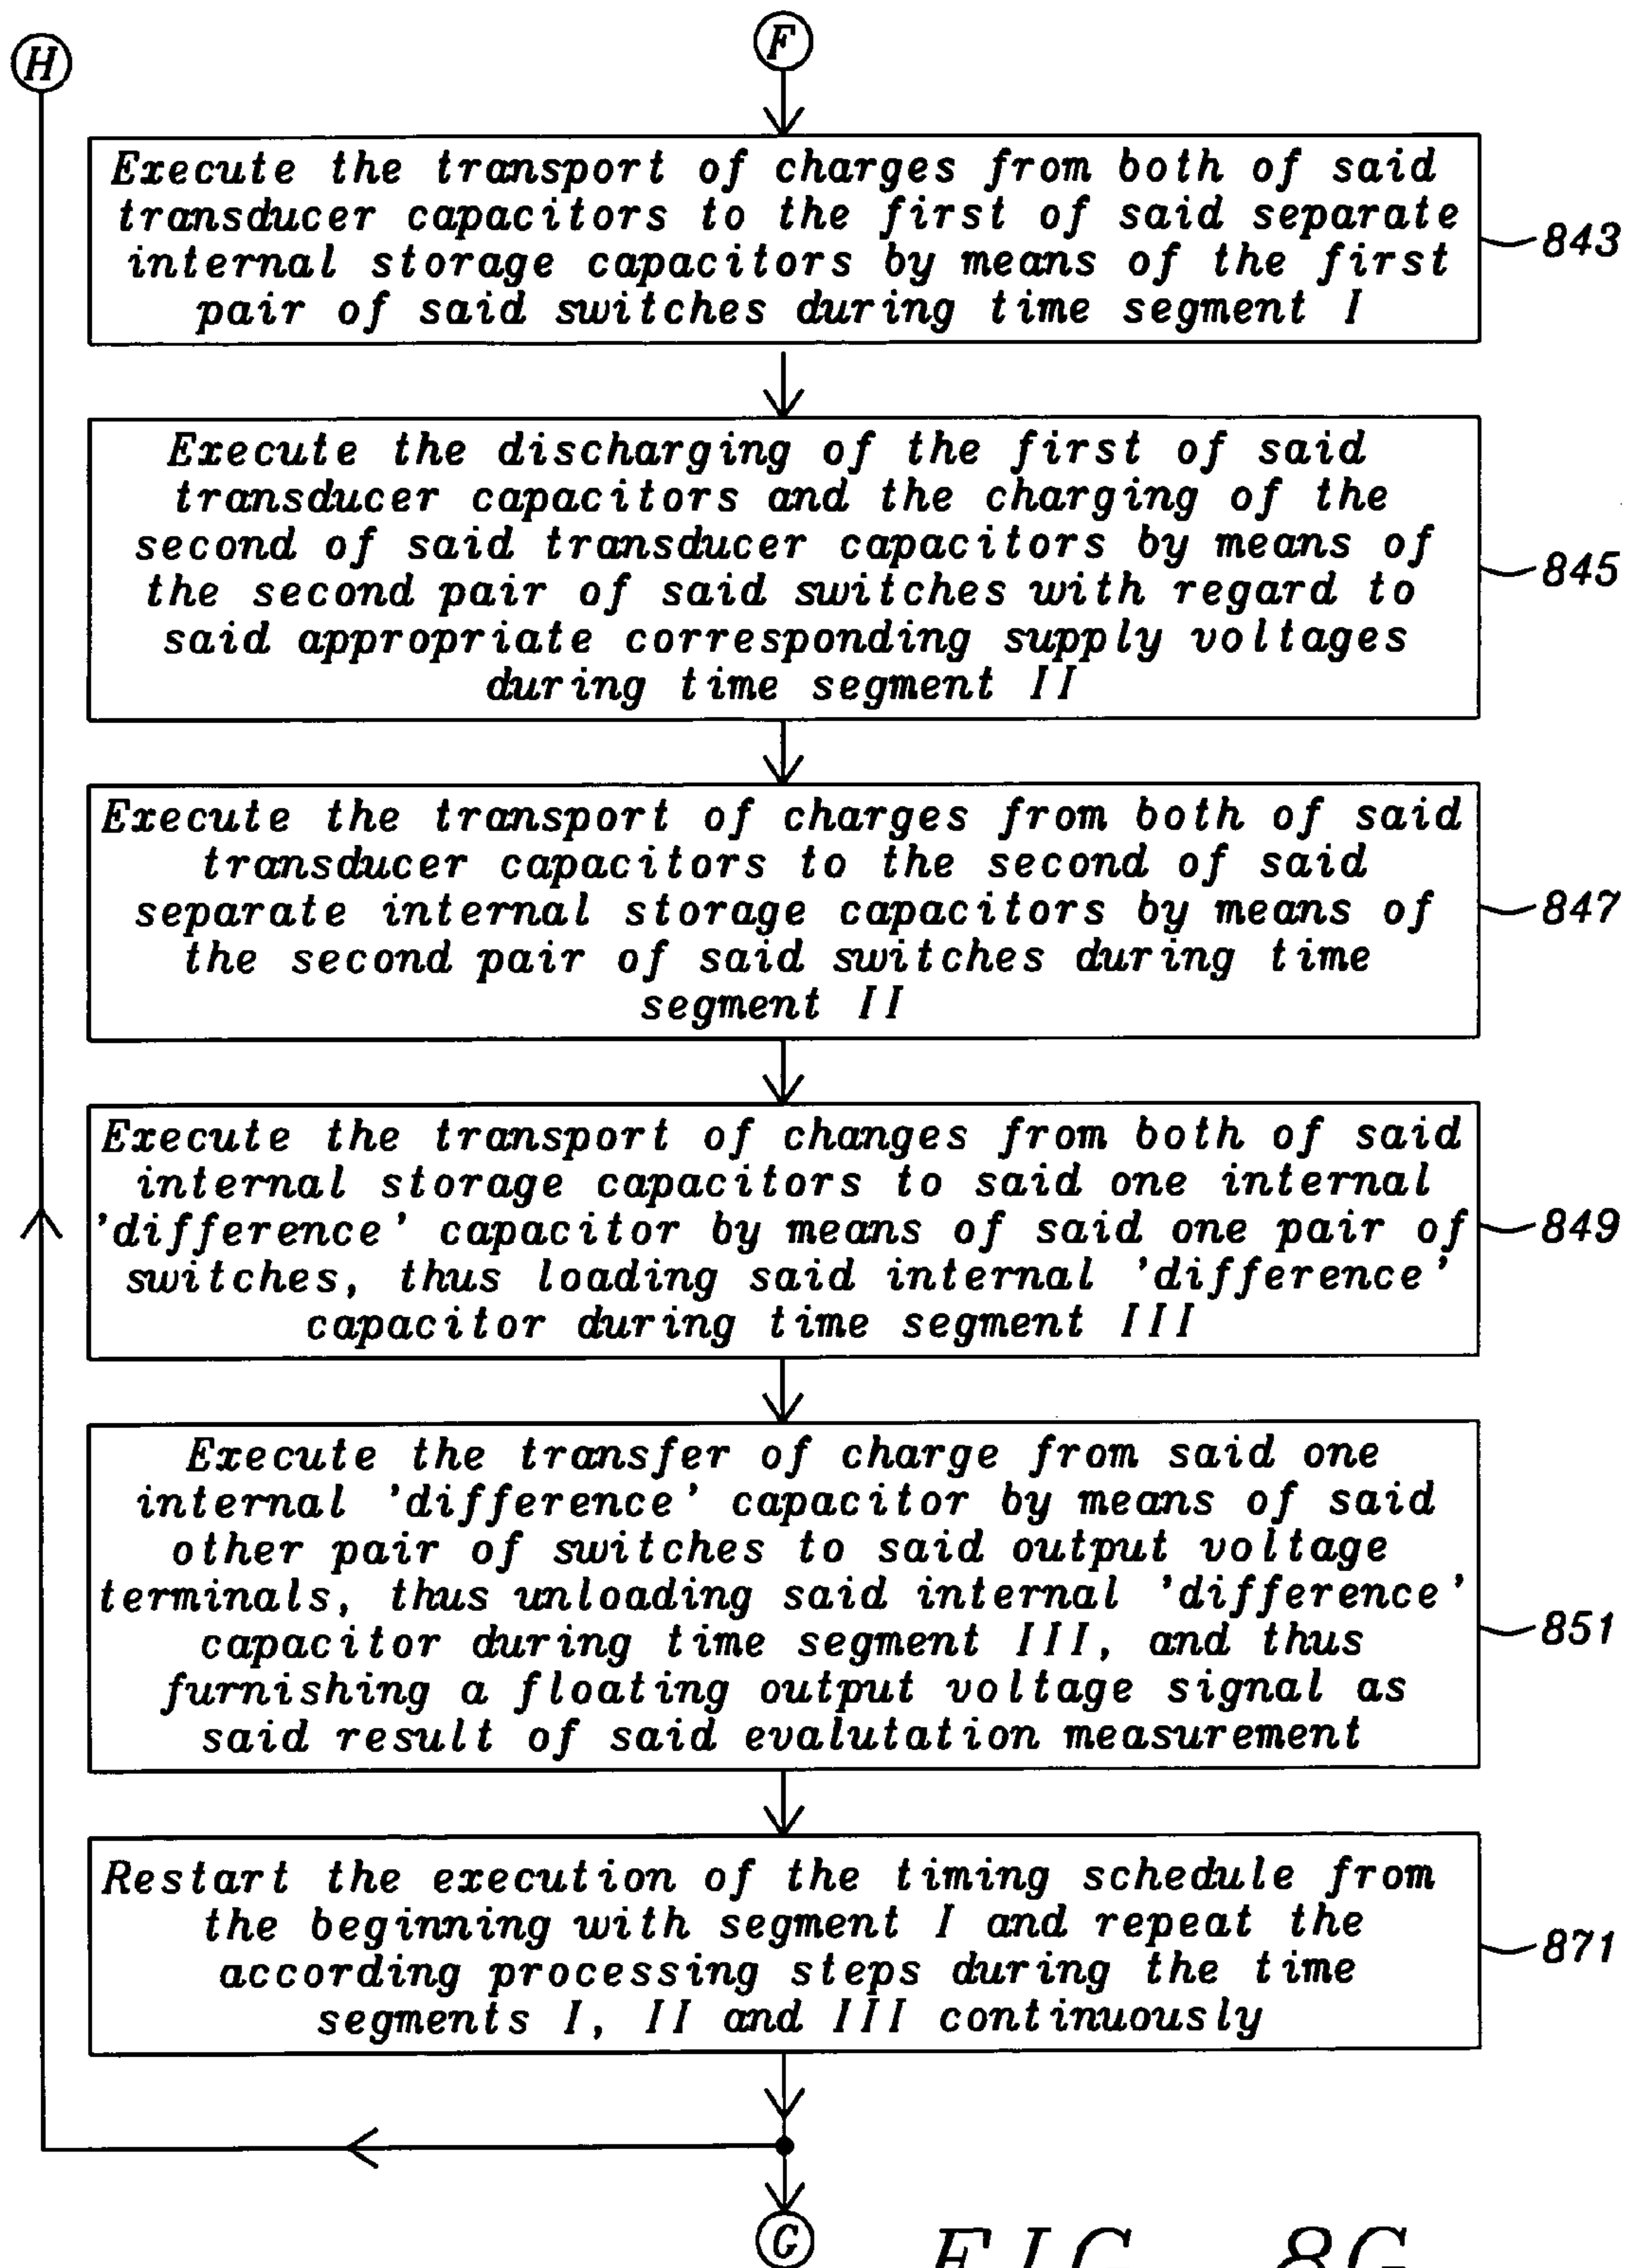 H
F
Execute the transport of charges from both of said
transducer capacitors to the first of said separate
internal storage capacitors by means of the first
pair of said switches during time segment I
843
Execute the discharging of the first of said
transducer capacitors and the charging of the
second of said transducer capacitors by means of
the second pair of said switches with regard to
said appropriate corresponding supply voltages
during time segment II
845
Execute the transport of charges from both of said
transducer capacitors to the second of said
separate internal storage capacitors by means of
the second pair of said switches during time
segment II
847
Execute the transport of changes from both of said
internal storage capacitors to said one internal
'difference' capacitor by means of said one pair of
switches, thus loading said internal 'difference'
capacitor during time segment III
849
Execute the transfer of charge from said one
internal 'difference' capacitor by means of said
other pair of switches to said output voltage
terminals, thus unloading said internal 'difference'
capacitor during time segment III, and thus
furnishing a floating output voltage signal as
said result of said evalutation measurement
851
Restart the execution of the timing schedule from
the beginning with segment I and repeat the
according processing steps during the time
segments I, II and III continuously
871
G
FIG. 8G